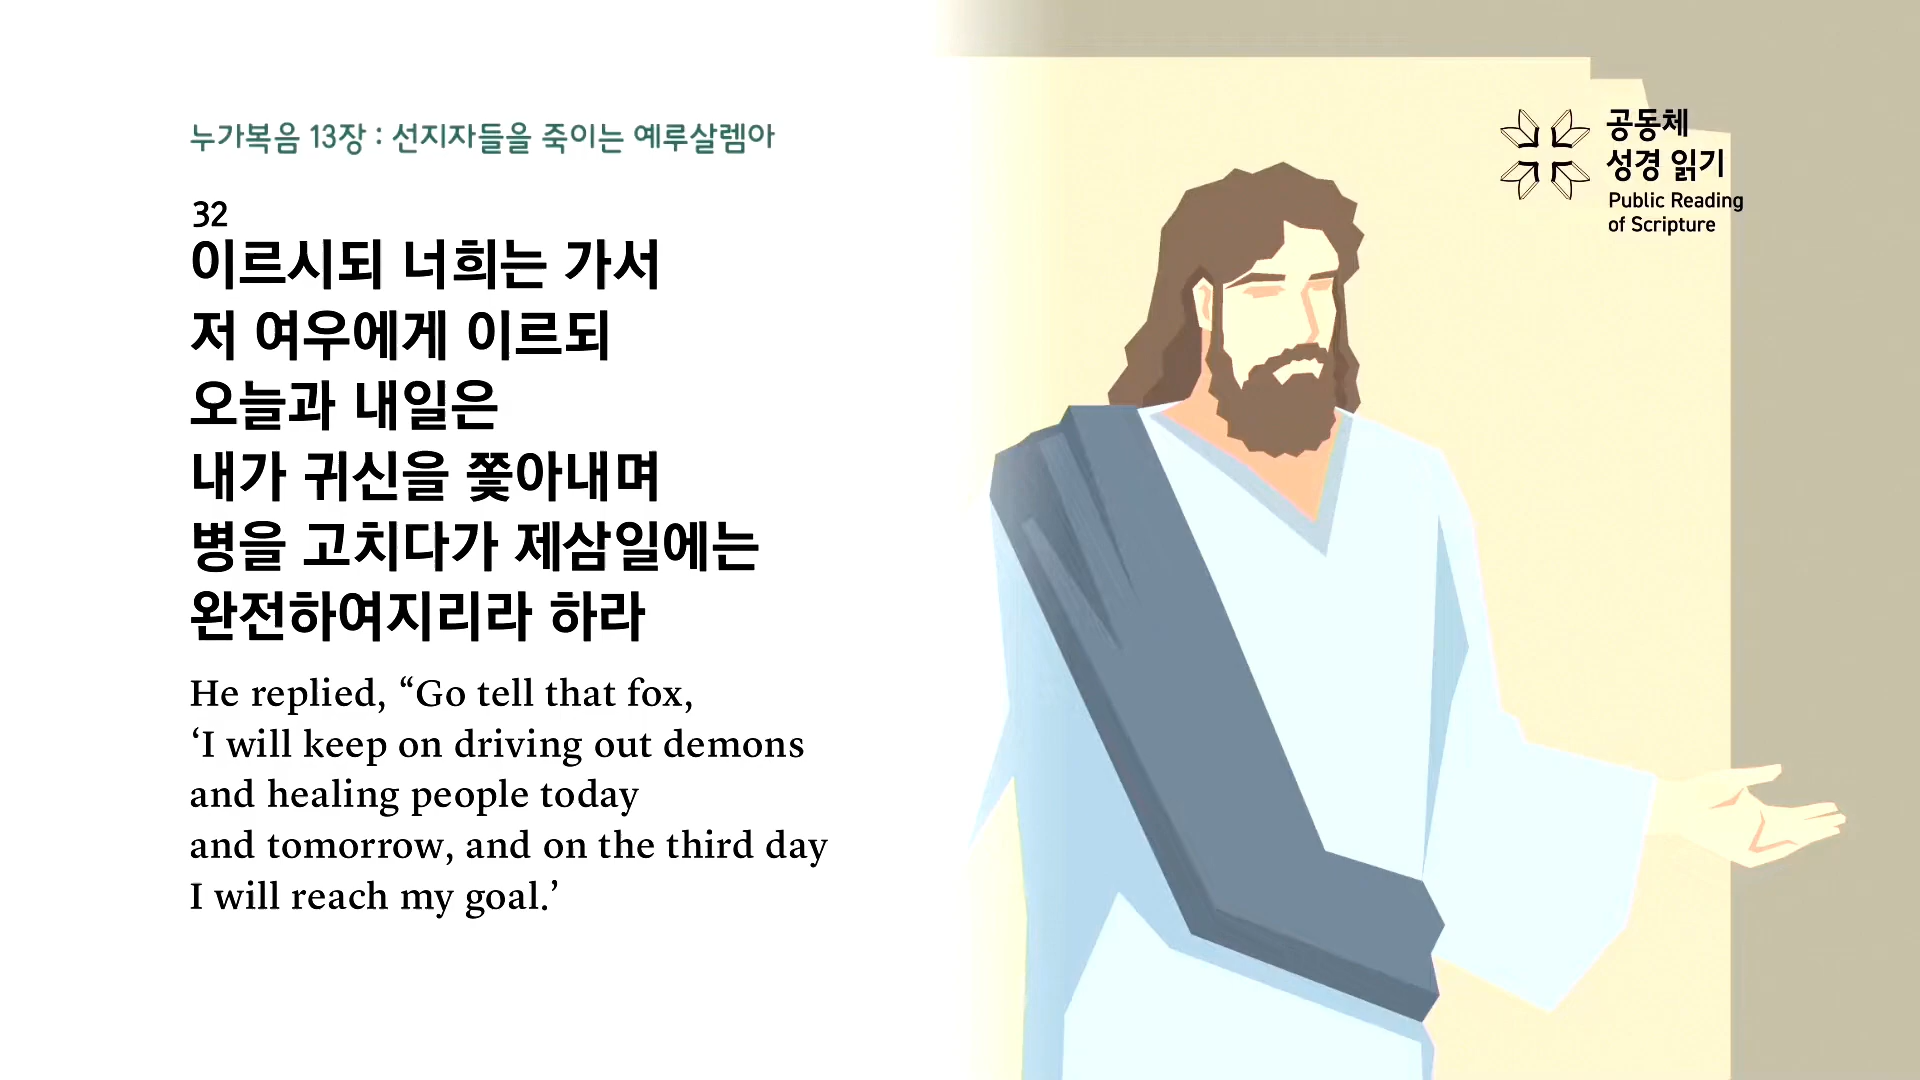 누가복음 13장 : 선지자들을 죽이는 예루살렘아
32
이르시되 너희는 가서
저 여우에게 이르되
오늘과 내일은
내가 귀신을 쫓아내며
병을 고치다가 제삼일에는
완전하여지리라 하라
He replied, “Go tell that fox,
‘I will keep on driving out demons
and healing people today
and tomorrow, and on the third day
I will reach my goal.’
공동체
성경 읽기
Public Reading
of Scripture